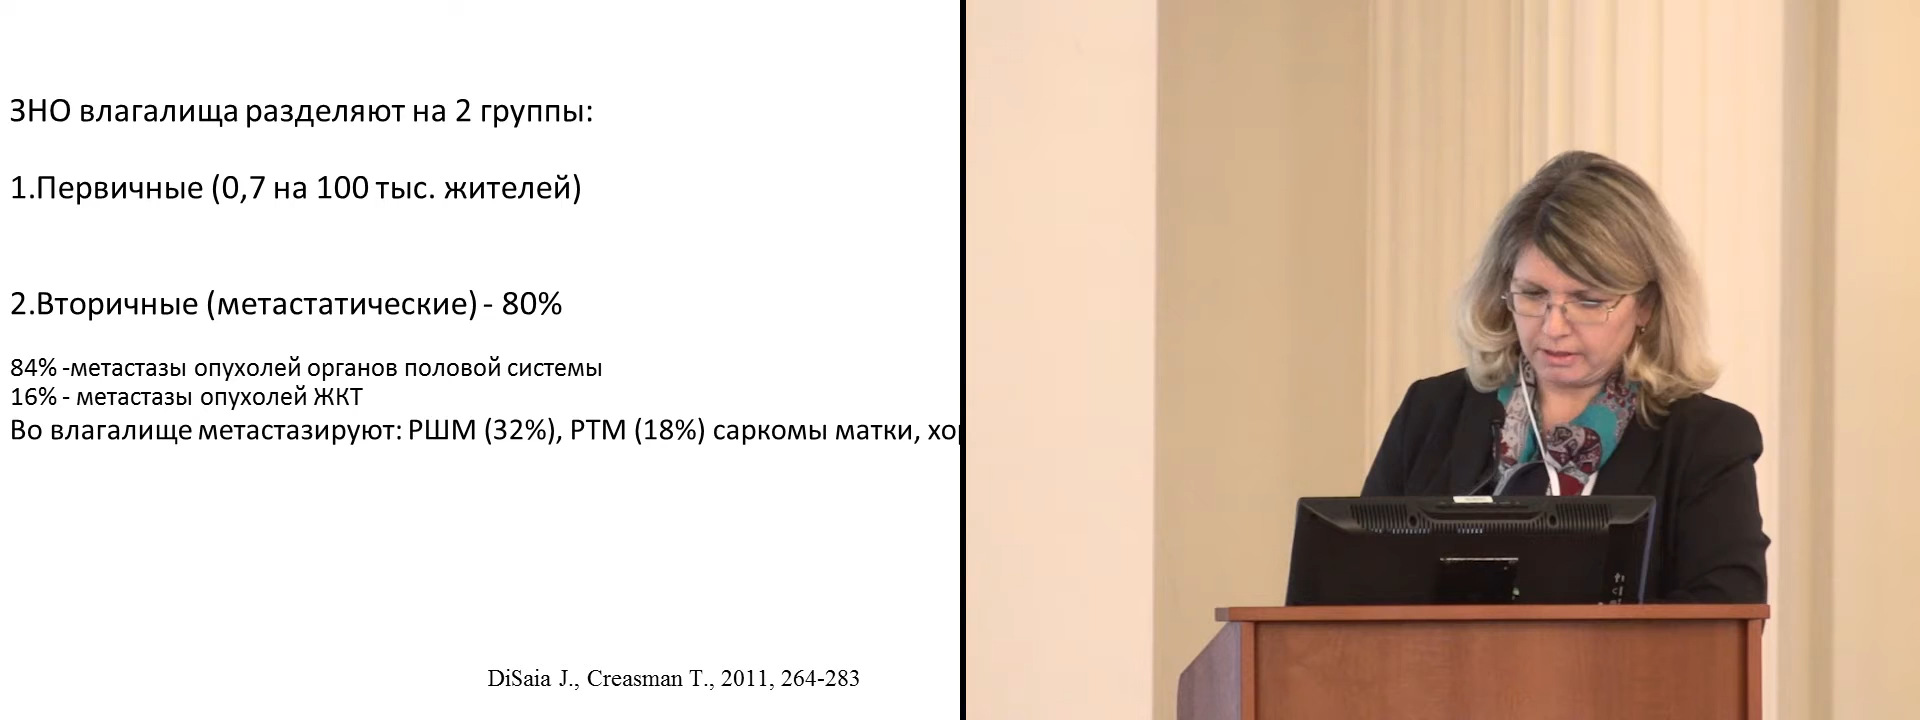 ЗНО влагалища разделяют на 2 группы:
1.Первичные (0,7 на 100 тыс. жителей)
2.Вторичные (метастатические) - 80%
84% -метастазы опухолей органов половой системы
16% - метастазы опухолей ЖКТ
Во влагалище метастазируют: РШМ (32%), РТМ (18%) саркомы матки,
DiSaia J., Creasman T., 2011, 264-283